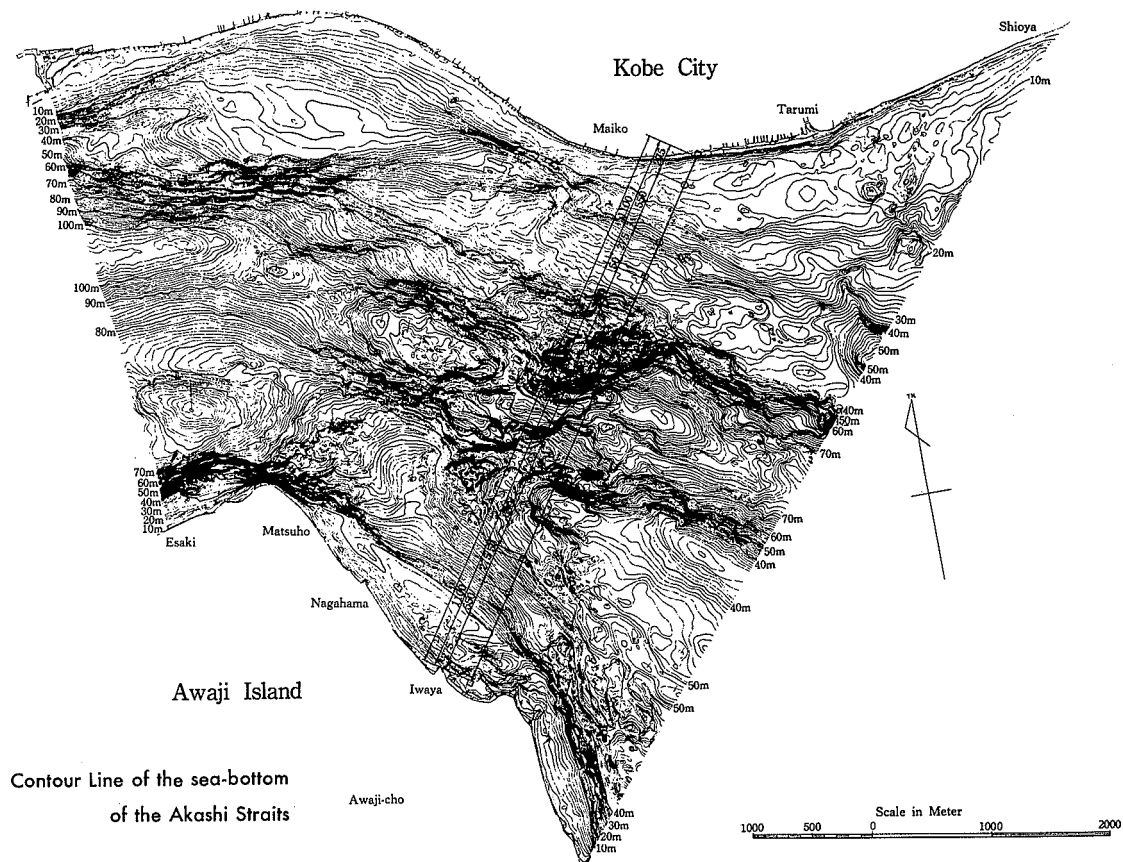 Shioya
Kobe City
10m
Tarumi
Maiko
10m
20m
30m
40m
50m
60m
70m
80m
90m
100m
20m
100m
90m
80m
30m
40m
50m
50m
40m
TN
40m
50m
60m
70m
70m
60m
50m
40m
30m
20m
10m
Esaki
Matsuho
70m
60m
50m
40m
Nagahama
40m
Awaji Island
Iwaya
50m
50m
Contour Line of the sea-bottom
of the Akashi Straits
Awaji-cho
40m
30m
20m
10m
Scale in Meter
1000 500 0 1000 2000